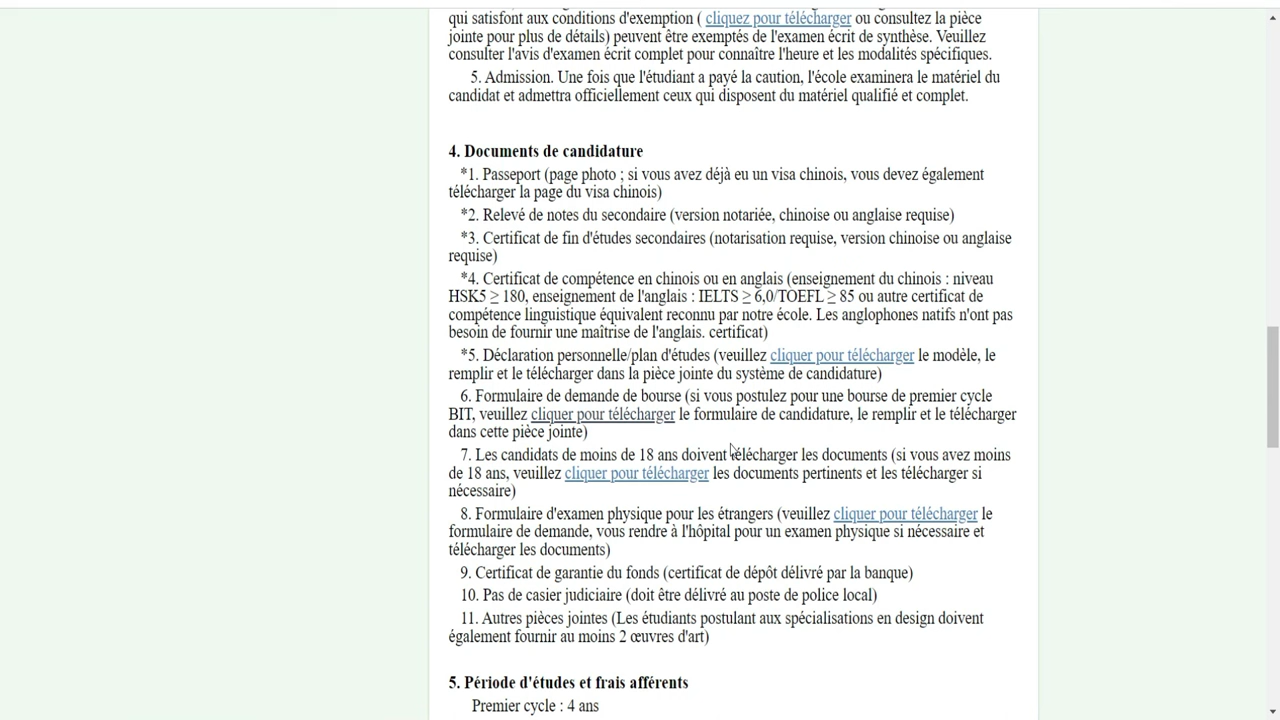 qui satisfont aux conditions d'exemption ( cliquez pour télécharger ou consultez la pièce
jointe pour plus de détails) peuvent être exemptés de l'examen écrit de synthèse. Veuillez
consulter l'avis d'examen écrit complet pour connaître l'heure et les modalités spécifiques.
5. Admission. Une fois que l'étudiant a payé la caution, l'école examinera le matériel du
candidat et admettra officiellement ceux qui disposent du matériel qualifié et complet.
4. Documents de candidature
*1. Passeport (page photo ; si vous avez déjà eu un visa chinois, vous devez également
télécharger la page du visa chinois)
*2. Relevé de notes du secondaire (version notariée, chinoise ou anglaise requise)
*3. Certificat de fin d'études secondaires (notarisation requise, version chinoise ou anglaise
requise)
*4. Certificat de compétence en chinois ou en anglais (enseignement du chinois : niveau
HSK5 ≥ 180, enseignement de l'anglais : IELTS ≥ 6,0/TOEFL ≥ 85 ou autre certificat de
compétence linguistique équivalent reconnu par notre école. Les anglophones natifs n'ont pas
besoin de fournir une maîtrise de l'anglais. certificat)
*5. Déclaration personnelle/plan d'études (veuillez cliquer pour télécharger le modèle, le
remplir et le télécharger dans la pièce jointe du système de candidature)
6. Formulaire de demande de bourse (si vous postulez pour une bourse de premier cycle
BIT, veuillez cliquer pour télécharger le formulaire de candidature, le remplir et le télécharger
dans cette pièce jointe)
7. Les candidats de moins de 18 ans doivent télécharger les documents (si vous avez moins
de 18 ans, veuillez cliquer pour télécharger les documents pertinents et les télécharger si
nécessaire)
8. Formulaire d'examen physique pour les étrangers (veuillez cliquer pour télécharger le
formulaire de demande, vous rendre à l'hôpital pour un examen physique si nécessaire et
télécharger les documents)
9. Certificat de garantie du fonds (certificat de dépôt délivré par la banque)
10. Pas de casier judiciaire (doit être délivré au poste de police local)
11. Autres pièces jointes (Les étudiants postulant aux spécialisations en design doivent
également fournir au moins 2 œuvres d'art)
5. Période d'études et frais afférents
Premier cycle : 4 ans